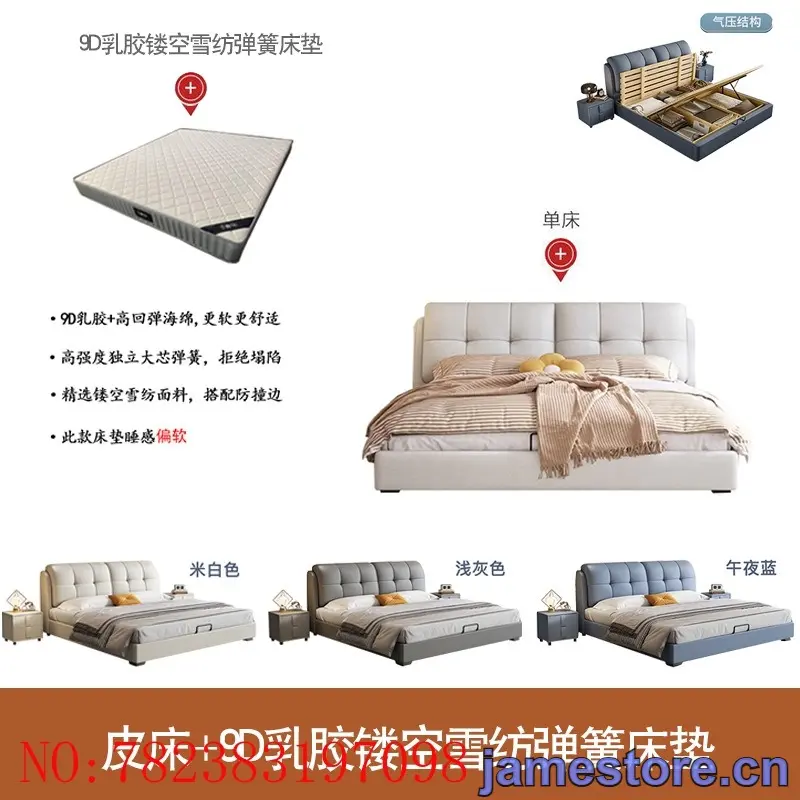 气压结构
9D乳胶镂空雪纺弹簧床垫
单床
• 9D乳胶+高回弹海绵,更软更舒适
• 高强度独立大芯弹簧，拒绝塌陷
• 精选镂空雪纺面料，搭配防撞边
• 此款床垫睡感偏软
米白色
浅灰色
午夜蓝
皮床+9D乳胶镂空雪纺弹簧床垫
NO:782383197098
jamestore.cn